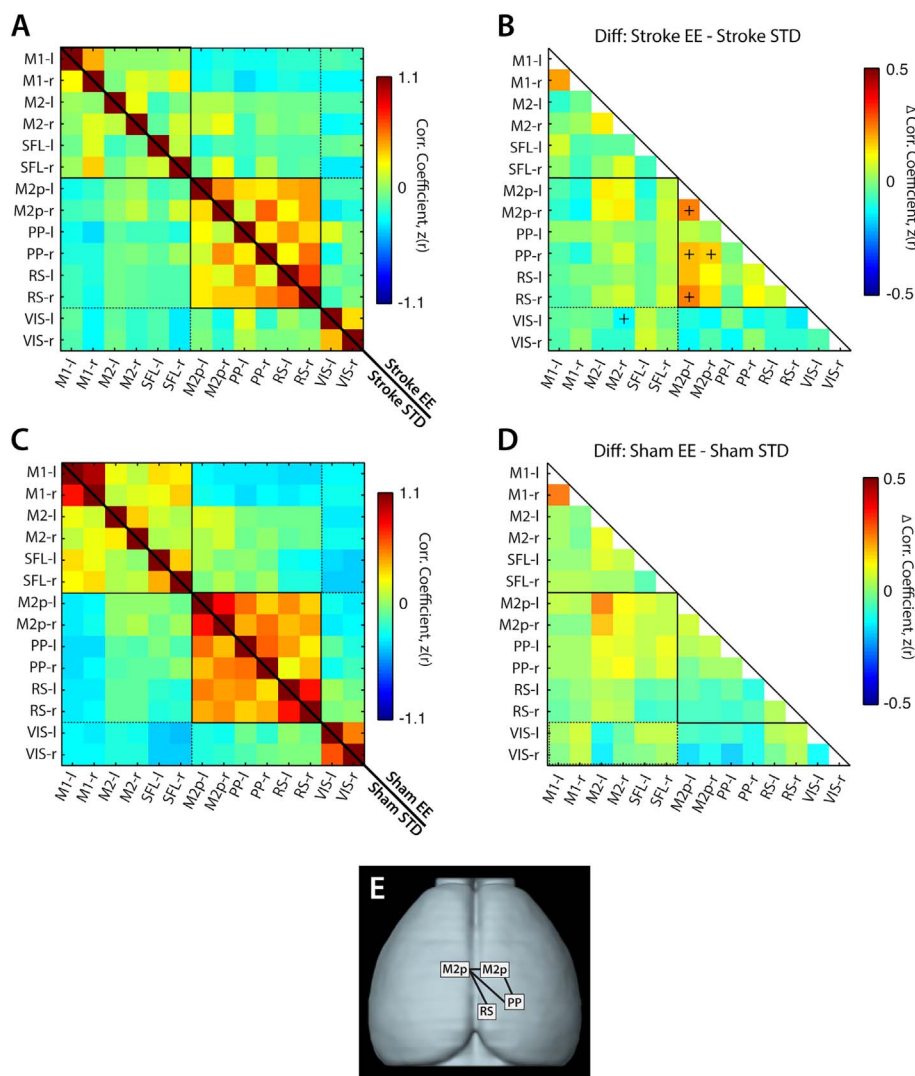 A
M1-l
M1-r
M2-l
M2-r
SFL-l
SFL-r
M2p-l
M2p-r
PP-l
PP-r
RS-l
RS-r
VIS-l
VIS-r
M1-l M1-r M2-l M2-r SFL-l SFL-r M2p-l M2p-r PP-l PP-r RS-l RS-r VIS-l VIS-r
Stroke EE
Stroke STD
1.1
0
-1.1
Corr. Coefficient, z(r)
B
Diff: Stroke EE - Stroke STD
M1-l
M1-r
M2-l
M2-r
SFL-l
SFL-r
M2p-l
M2p-r
+
PP-l
PP-r
+ +
RS-l
RS-r
+
VIS-l
+
VIS-r
M1-l M1-r M2-l M2-r SFL-l SFL-r M2p-l M2p-r PP-l PP-r RS-l RS-r VIS-l VIS-r
0.5
0
-0.5
Δ Corr. Coefficient, z(r)
C
M1-l
M1-r
M2-l
M2-r
SFL-l
SFL-r
M2p-l
M2p-r
PP-l
PP-r
RS-l
RS-r
VIS-l
VIS-r
M1-l M1-r M2-l M2-r SFL-l SFL-r M2p-l M2p-r PP-l PP-r RS-l RS-r VIS-l VIS-r
Sham EE
Sham STD
1.1
0
-1.1
Corr. Coefficient, z(r)
D
Diff: Sham EE - Sham STD
M1-l
M1-r
M2-l
M2-r
SFL-l
SFL-r
M2p-l
M2p-r
PP-l
PP-r
RS-l
RS-r
VIS-l
VIS-r
M1-l M1-r M2-l M2-r SFL-l SFL-r M2p-l M2p-r PP-l PP-r RS-l RS-r VIS-l VIS-r
0.5
0
-0.5
Δ Corr. Coefficient, z(r)
E
M2p M2p
PP
RS